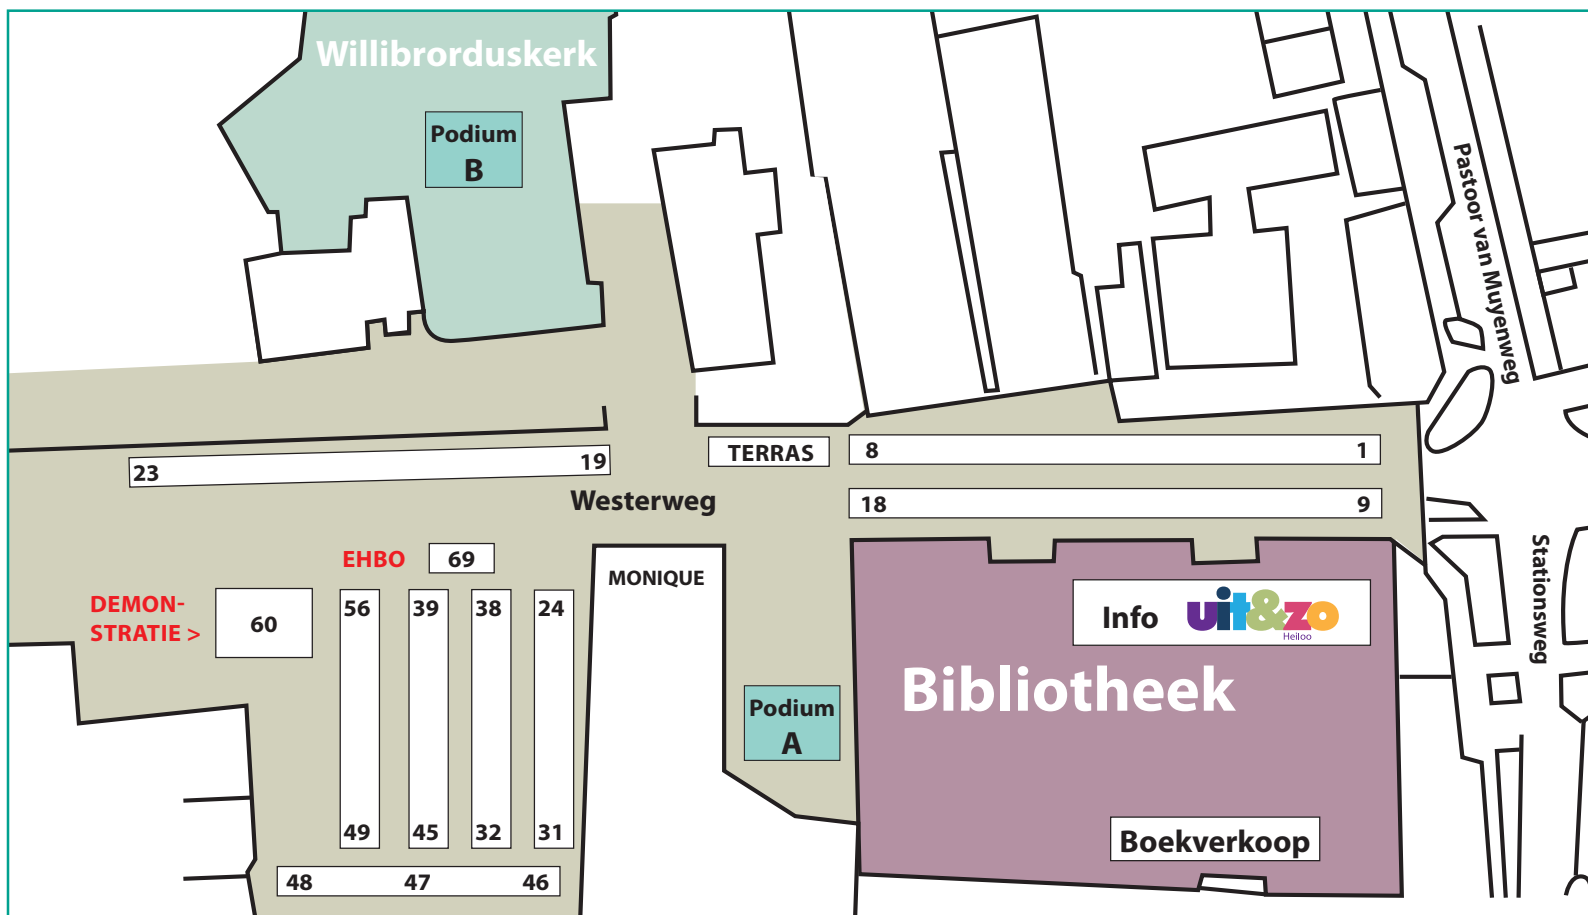 Willibrorduskerk
Podium
B
Pastoor van Muyenweg
TERRAS
8
1
23
19
Westerweg
18
9
EHBO
69
MONIQUE
Stationsweg
DEMON-
STRATIE >
60
56
39
38
24
Info
uit&zo
Heiloo
Bibliotheek
Podium
A
49
45
32
31
Boekverkoop
48
47
46